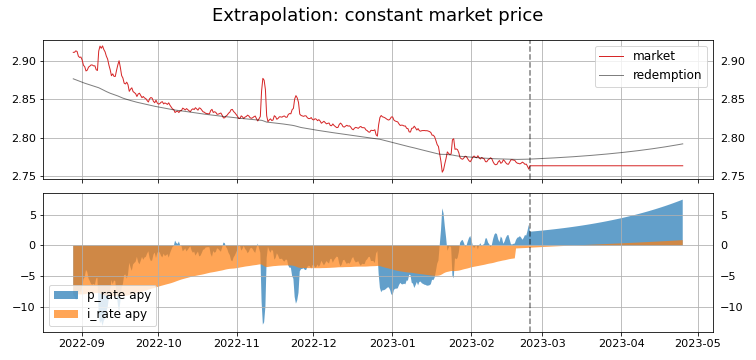 Extrapolation: constant market price
2.90
2.85
2.80
2.75
market
redemption
2.90
2.85
2.80
2.75
5
0
−5
−10
p_rate apy
i_rate apy
5
0
−5
−10
2022-09 2022-10 2022-11 2022-12 2023-01 2023-02 2023-03 2023-04 2023-05